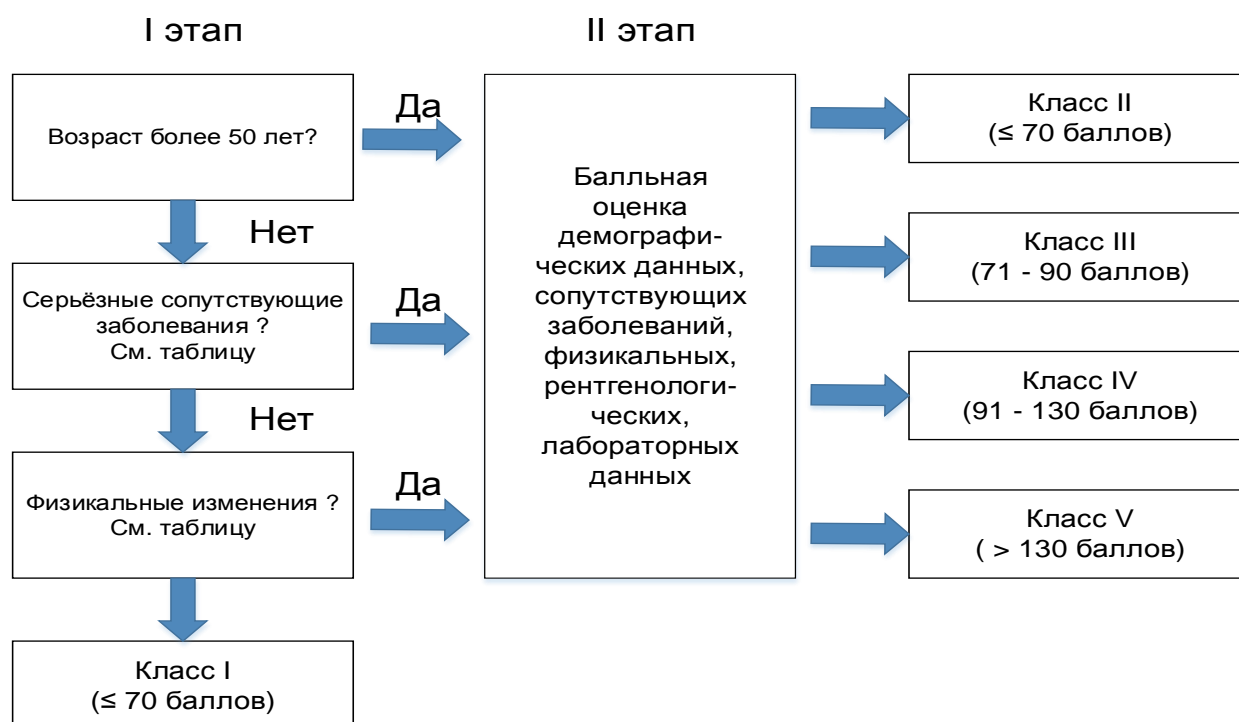 I этап
II этап
Возраст более 50 лет?
Да
Нет
Серьёзные сопутствующие
заболевания ?
См. таблицу
Да
Нет
Физикальные изменения ?
См. таблицу
Да
Класс I
(≤ 70 баллов)
Балльная
оценка
демографи-
ческих данных,
сопутствующих
заболеваний,
физикальных,
рентгенологи-
ческих,
лабораторных
данных
Класс II
(≤ 70 баллов)
Класс III
(71 - 90 баллов)
Класс IV
(91 - 130 баллов)
Класс V
( > 130 баллов)